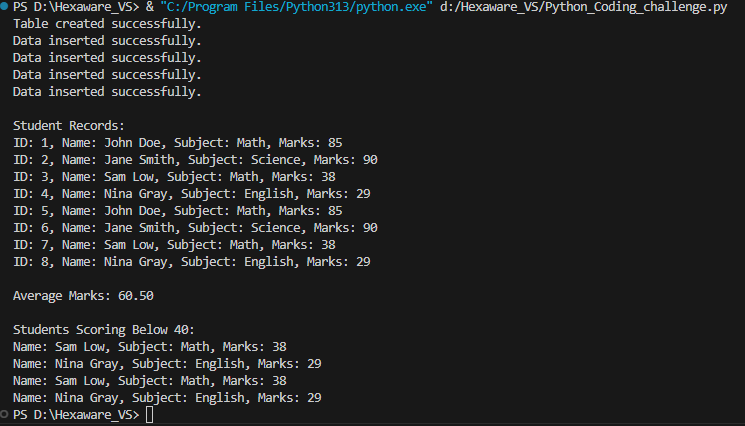 PS D:\Hexaware_VS> & "C:/Program Files/Python313/python.exe" d:/Hexaware_VS/Python_Coding_challenge.py
Table created successfully.
Data inserted successfully.
Data inserted successfully.
Data inserted successfully.
Data inserted successfully.
Student Records:
ID: 1, Name: John Doe, Subject: Math, Marks: 85
ID: 2, Name: Jane Smith, Subject: Science, Marks: 90
ID: 3, Name: Sam Low, Subject: Math, Marks: 38
ID: 4, Name: Nina Gray, Subject: English, Marks: 29
ID: 5, Name: John Doe, Subject: Math, Marks: 85
ID: 6, Name: Jane Smith, Subject: Science, Marks: 90
ID: 7, Name: Sam Low, Subject: Math, Marks: 38
ID: 8, Name: Nina Gray, Subject: English, Marks: 29
Average Marks: 60.50
Students Scoring Below 40:
Name: Sam Low, Subject: Math, Marks: 38
Name: Nina Gray, Subject: English, Marks: 29
Name: Sam Low, Subject: Math, Marks: 38
Name: Nina Gray, Subject: English, Marks: 29
PS D:\Hexaware_VS>